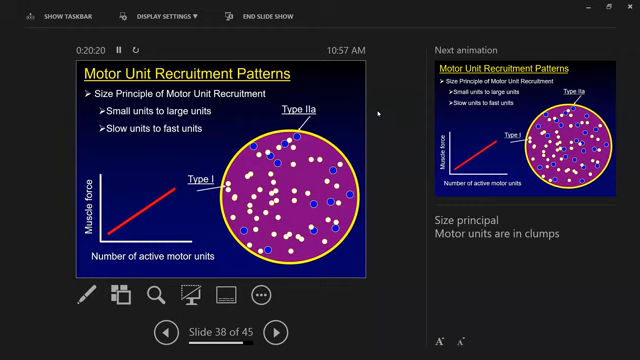 SHOW TASKBAR
DISPLAY SETTINGS ▼
END SLIDE SHOW
0:20:20
10:57 AM
Motor Unit Recruitment Patterns
Size Principle of Motor Unit Recruitment
Small units to large units
Slow units to fast units
Type IIa
Type I
Muscle force
Number of active motor units
Slide 38 of 45
Next animation
Motor Unit Recruitment Patterns
Size Principle of Motor Unit Recruitment
Small units to large units
Slow units to fast units
Type IIa
Type I
Muscle force
Number of active motor units
Size principal
Motor units are in clumps
A
A